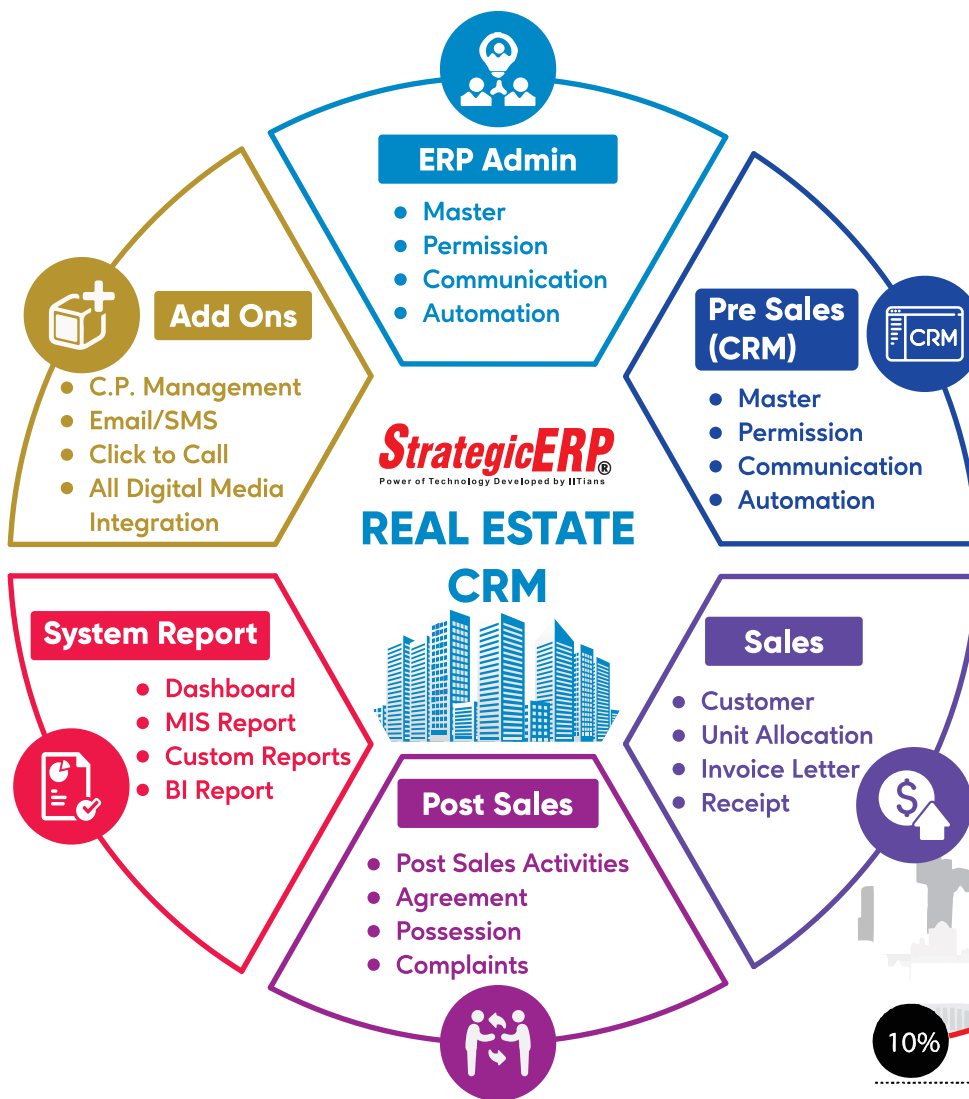 ERP Admin
Master
Permission
Communication
Automation
Pre Sales
(CRM)
CRM
Master
Permission
Communication
Automation
Add Ons
C.P. Management
Email/SMS
Click to Call
All Digital Media
Integration
StrategicERP®
Power of Technology Developed by IITians
REAL ESTATE
CRM
System Report
Dashboard
MIS Report
Custom Reports
BI Report
Sales
Customer
Unit Allocation
Invoice Letter
Receipt
$
Post Sales
Post Sales Activities
Agreement
Possession
Complaints
10%